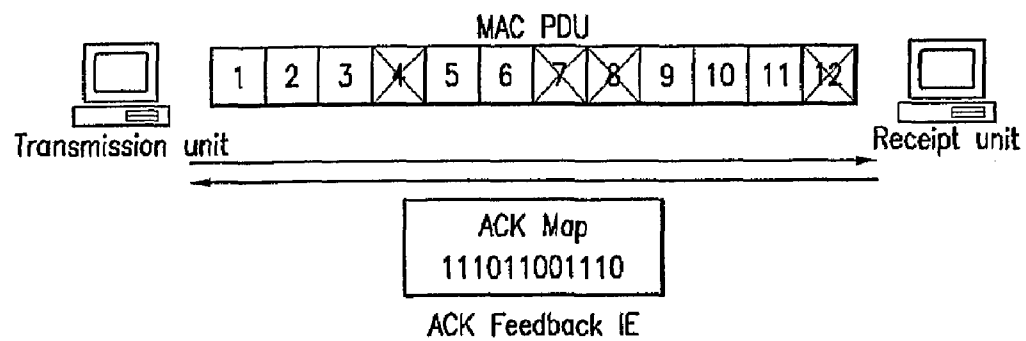 MAC PDU
1 2 3 4 5 6 7 8 9 10 11 12
Transmission unit
Receipt unit
ACK Map
111011001110
ACK Feedback IE